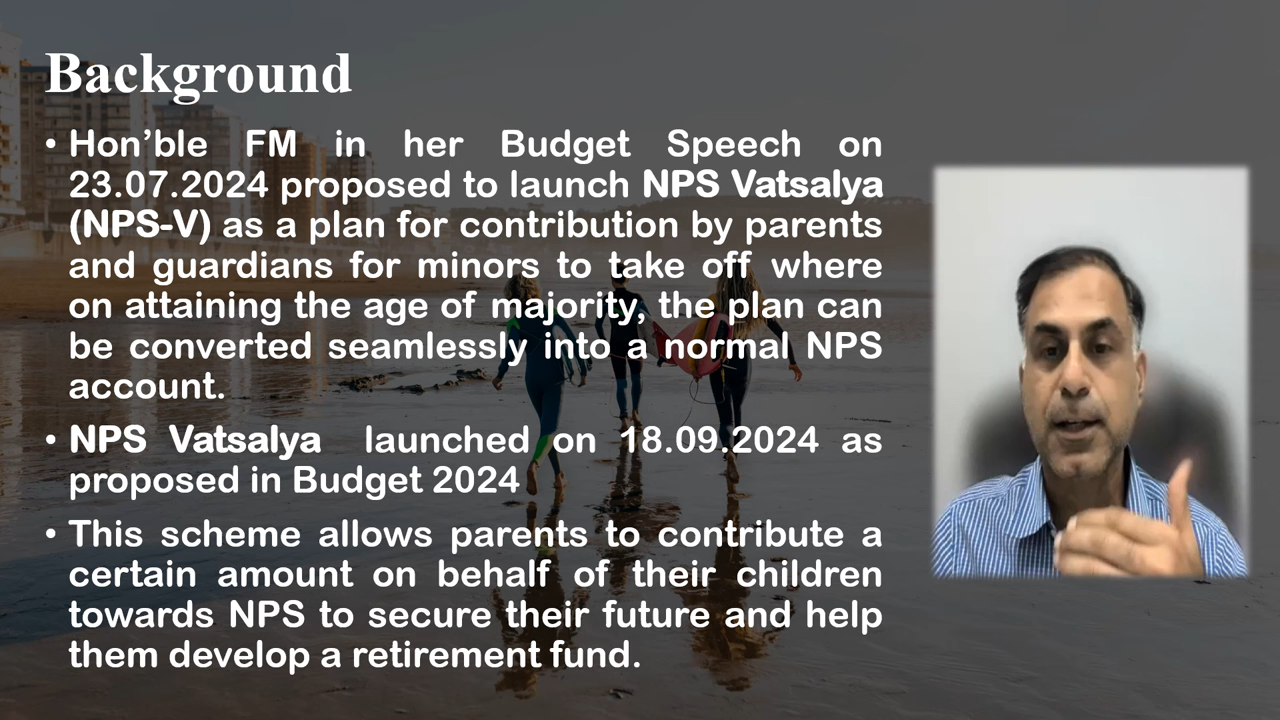 Background
• Hon’ble FM in her Budget Speech on
23.07.2024 proposed to launch NPS Vatsalya
(NPS-V) as a plan for contribution by parents
and guardians for minors to take off where
on attaining the age of majority, the plan can
be converted seamlessly into a normal NPS
account.
• NPS Vatsalya launched on 18.09.2024 as
proposed in Budget 2024
• This scheme allows parents to contribute a
certain amount on behalf of their children
towards NPS to secure their future and help
them develop a retirement fund.